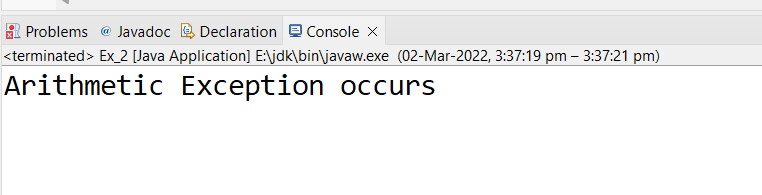 Problems @ Javadoc Declaration Console
<terminated> Ex_2 [Java Application] E:\jdk\bin\javaw.exe (02-Mar-2022, 3:37:19 pm – 3:37:21 pm)
Arithmetic Exception occurs